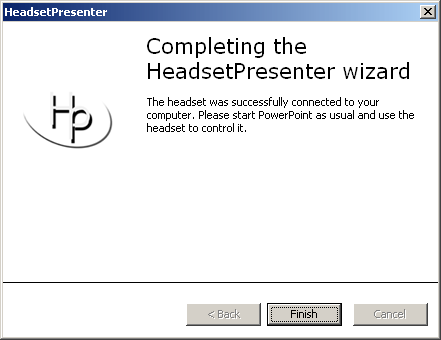 HeadsetPresenter
Completing the
HeadsetPresenter wizard
The headset was successfully connected to your
computer. Please start PowerPoint as usual and use the
headset to control it.
Hp
< Back
Finish
Cancel